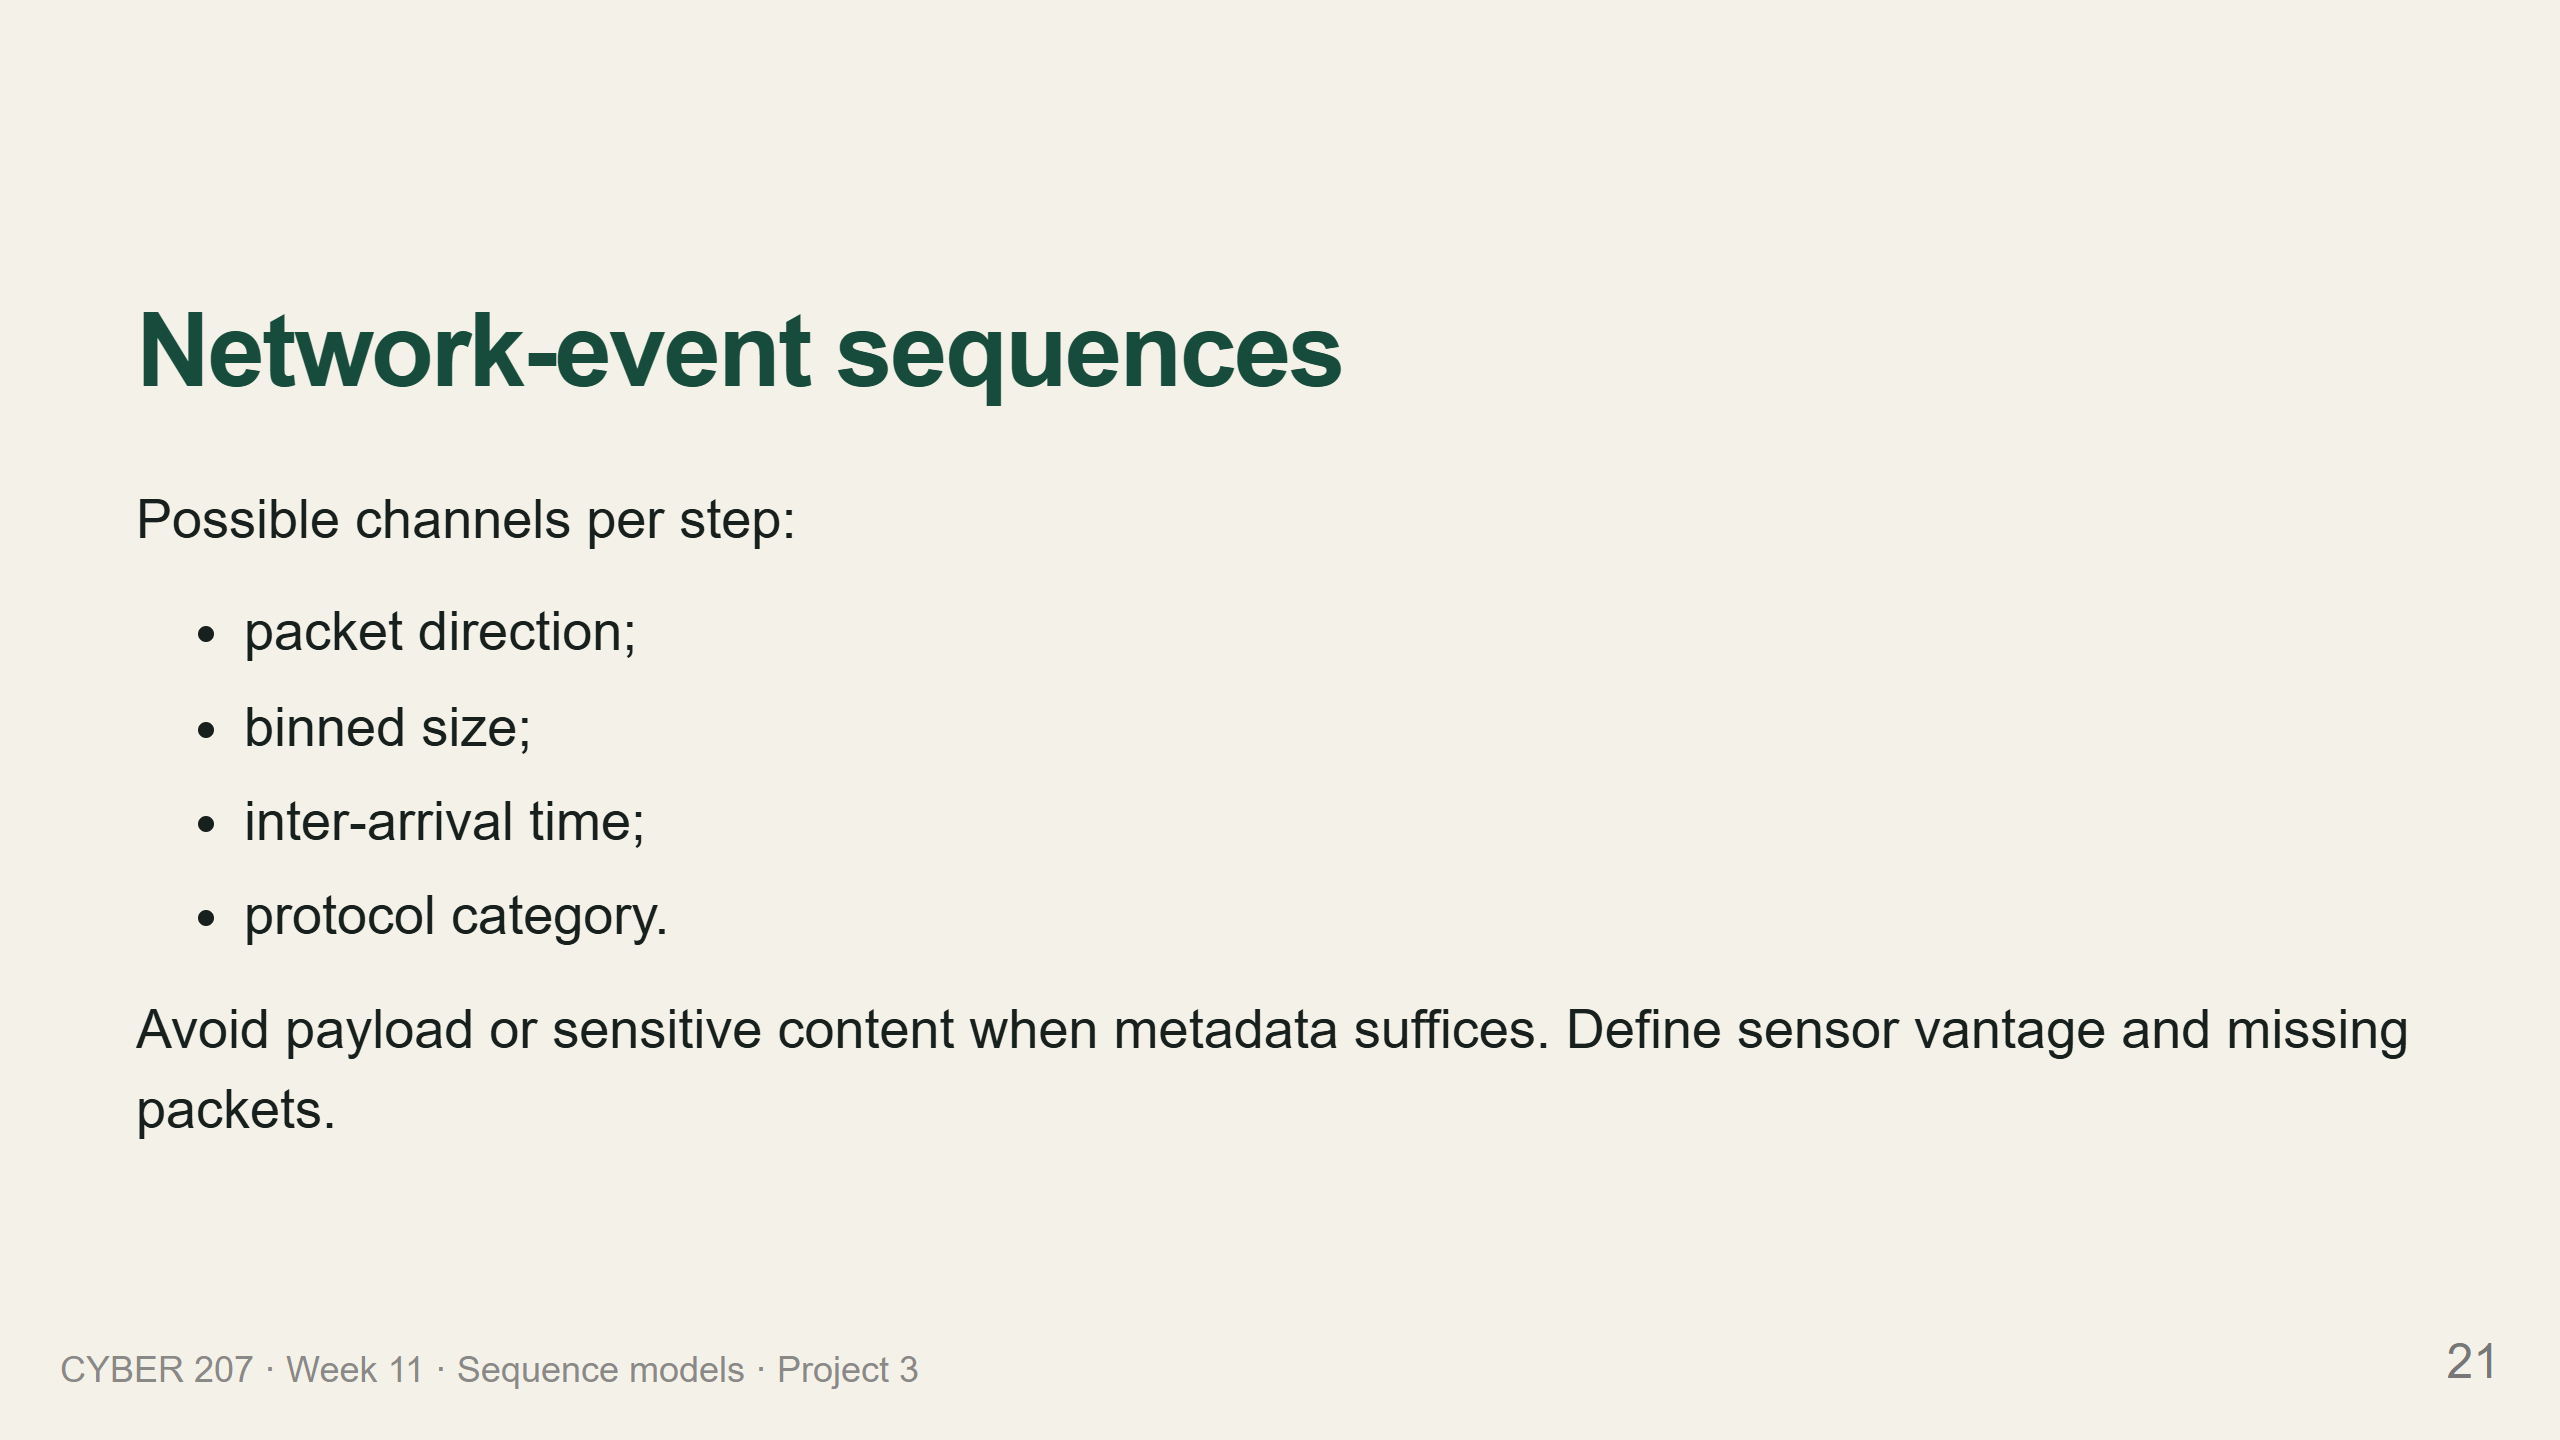 Network-event sequences
Possible channels per step:
• packet direction;
• binned size;
• inter-arrival time;
• protocol category.
Avoid payload or sensitive content when metadata suffices. Define sensor vantage and missing
packets.
CYBER 207 · Week 11 · Sequence models · Project 3
21